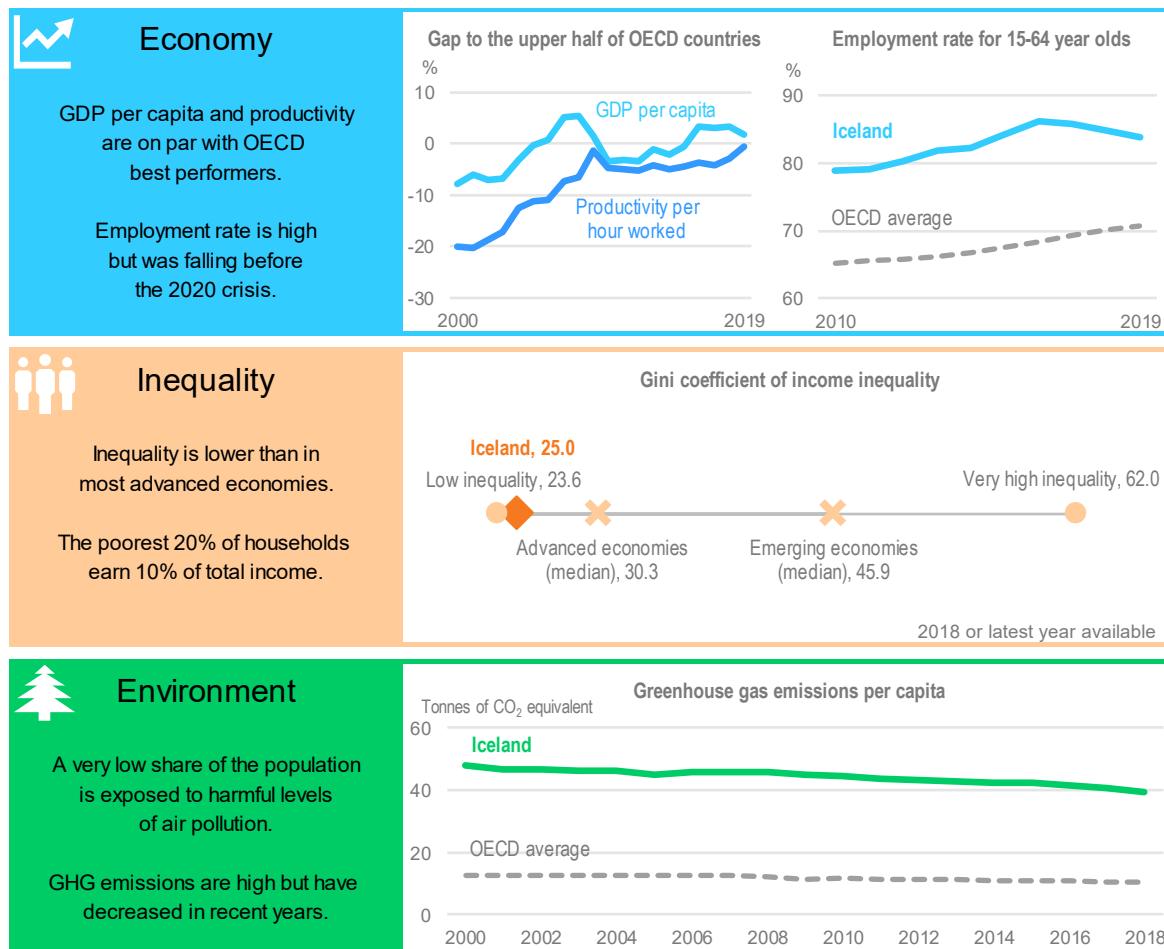 Economy
GDP per capita and productivity
are on par with OECD
best performers.
Employment rate is high
but was falling before
the 2020 crisis.
Gap to the upper half of OECD countries
%
10
0
-10
-20
-30
GDP per capita
Productivity per
hour worked
2000
2019
Employment rate for 15-64 year olds
%
90
80
70
60
Iceland
OECD average
2010
2019
Inequality
Inequality is lower than in
most advanced economies.
The poorest 20% of households
earn 10% of total income.
Gini coefficient of income inequality
Iceland, 25.0
Low inequality, 23.6
Very high inequality, 62.0
Advanced economies
(median), 30.3
Emerging economies
(median), 45.9
2018 or latest year available
Environment
A very low share of the population
is exposed to harmful levels
of air pollution.
GHG emissions are high but have
decreased in recent years.
Greenhouse gas emissions per capita
Tonnes of CO₂ equivalent
60
40
20
0
Iceland
OECD average
2000 2002 2004 2006 2008 2010 2012 2014 2016 2018